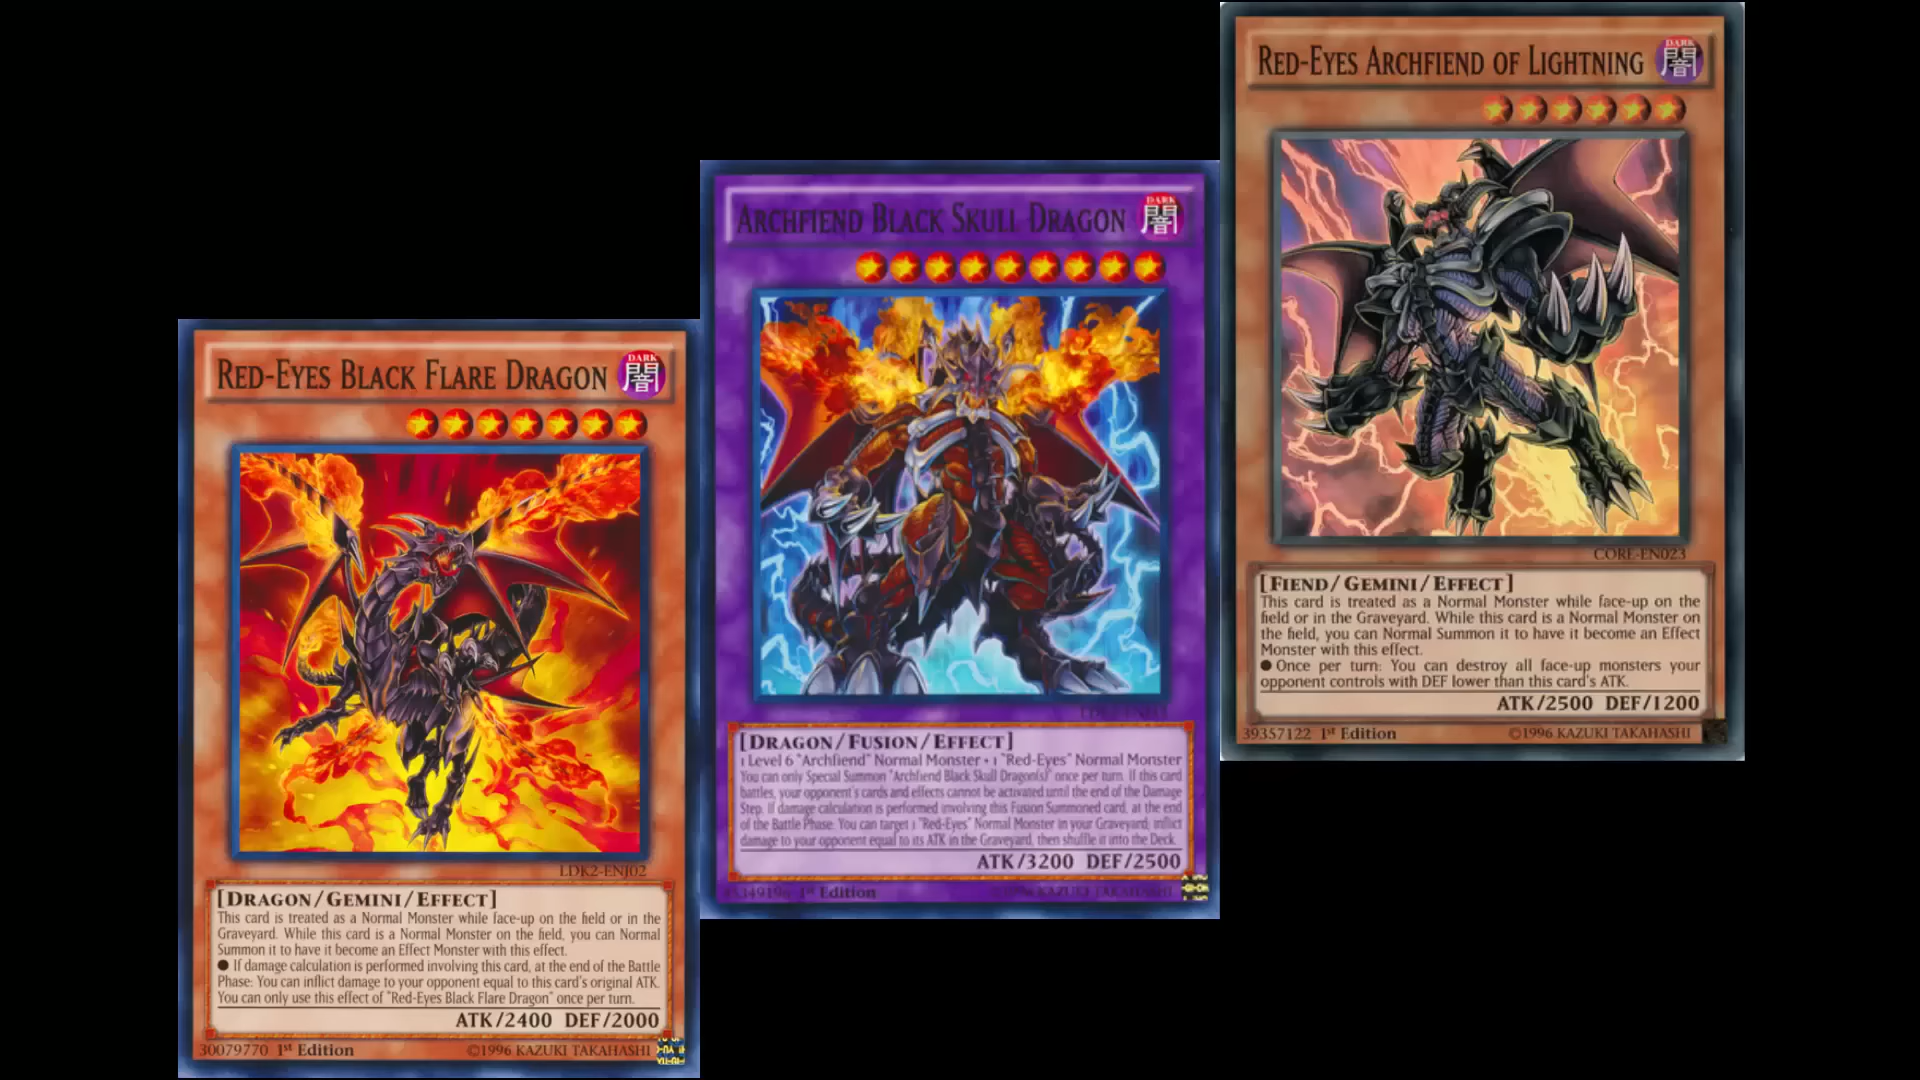 RED-EYES BLACK FLARE DRAGON
DARK
闇
LDK2-ENJ02
[DRAGON/GEMINI/EFFECT]
This card is treated as a Normal Monster while face-up on the field or in the
Graveyard. While this card is a Normal Monster on the field, you can Normal
Summon it to have it become an Effect Monster with this effect.
● If damage calculation is performed involving this card, at the end of the Battle
Phase: You can inflict damage to your opponent equal to this card's original ATK.
You can only use this effect of "Red-Eyes Black Flare Dragon" once per turn.
ATK/2400 DEF/2000
30079770 1st Edition ©1996 KAZUKI TAKAHASHI
ARCHFIEND BLACK SKULL DRAGON
DARK
闇
[DRAGON/FUSION/EFFECT]
1 Level 6 "Archfiend" Normal Monster + 1 "Red-Eyes" Normal Monster
You can only Special Summon "Archfiend Black Skull Dragon(s)" once per turn. If this card
battles, your opponent's cards and effects cannot be activated until the end of the Damage
Step. If damage calculation is performed involving this Fusion Summoned card, at the end
of the Battle Phase: You can target 1 "Red-Eyes" Normal Monster in your Graveyard; inflict
damage to your opponent equal to its ATK in the Graveyard, then shuffle it into the Deck.
ATK/3200 DEF/2500
1st Edition ©1996 KAZUKI TAKAHASHI
RED-EYES ARCHFIEND OF LIGHTNING
DARK
闇
CORE-EN023
[FIEND/GEMINI/EFFECT]
This card is treated as a Normal Monster while face-up on the
field or in the Graveyard. While this card is a Normal Monster on
the field, you can Normal Summon it to have it become an Effect
Monster with this effect.
● Once per turn: You can destroy all face-up monsters your
opponent controls with DEF lower than this card's ATK.
ATK/2500 DEF/1200
39357122 1st Edition ©1996 KAZUKI TAKAHASHI